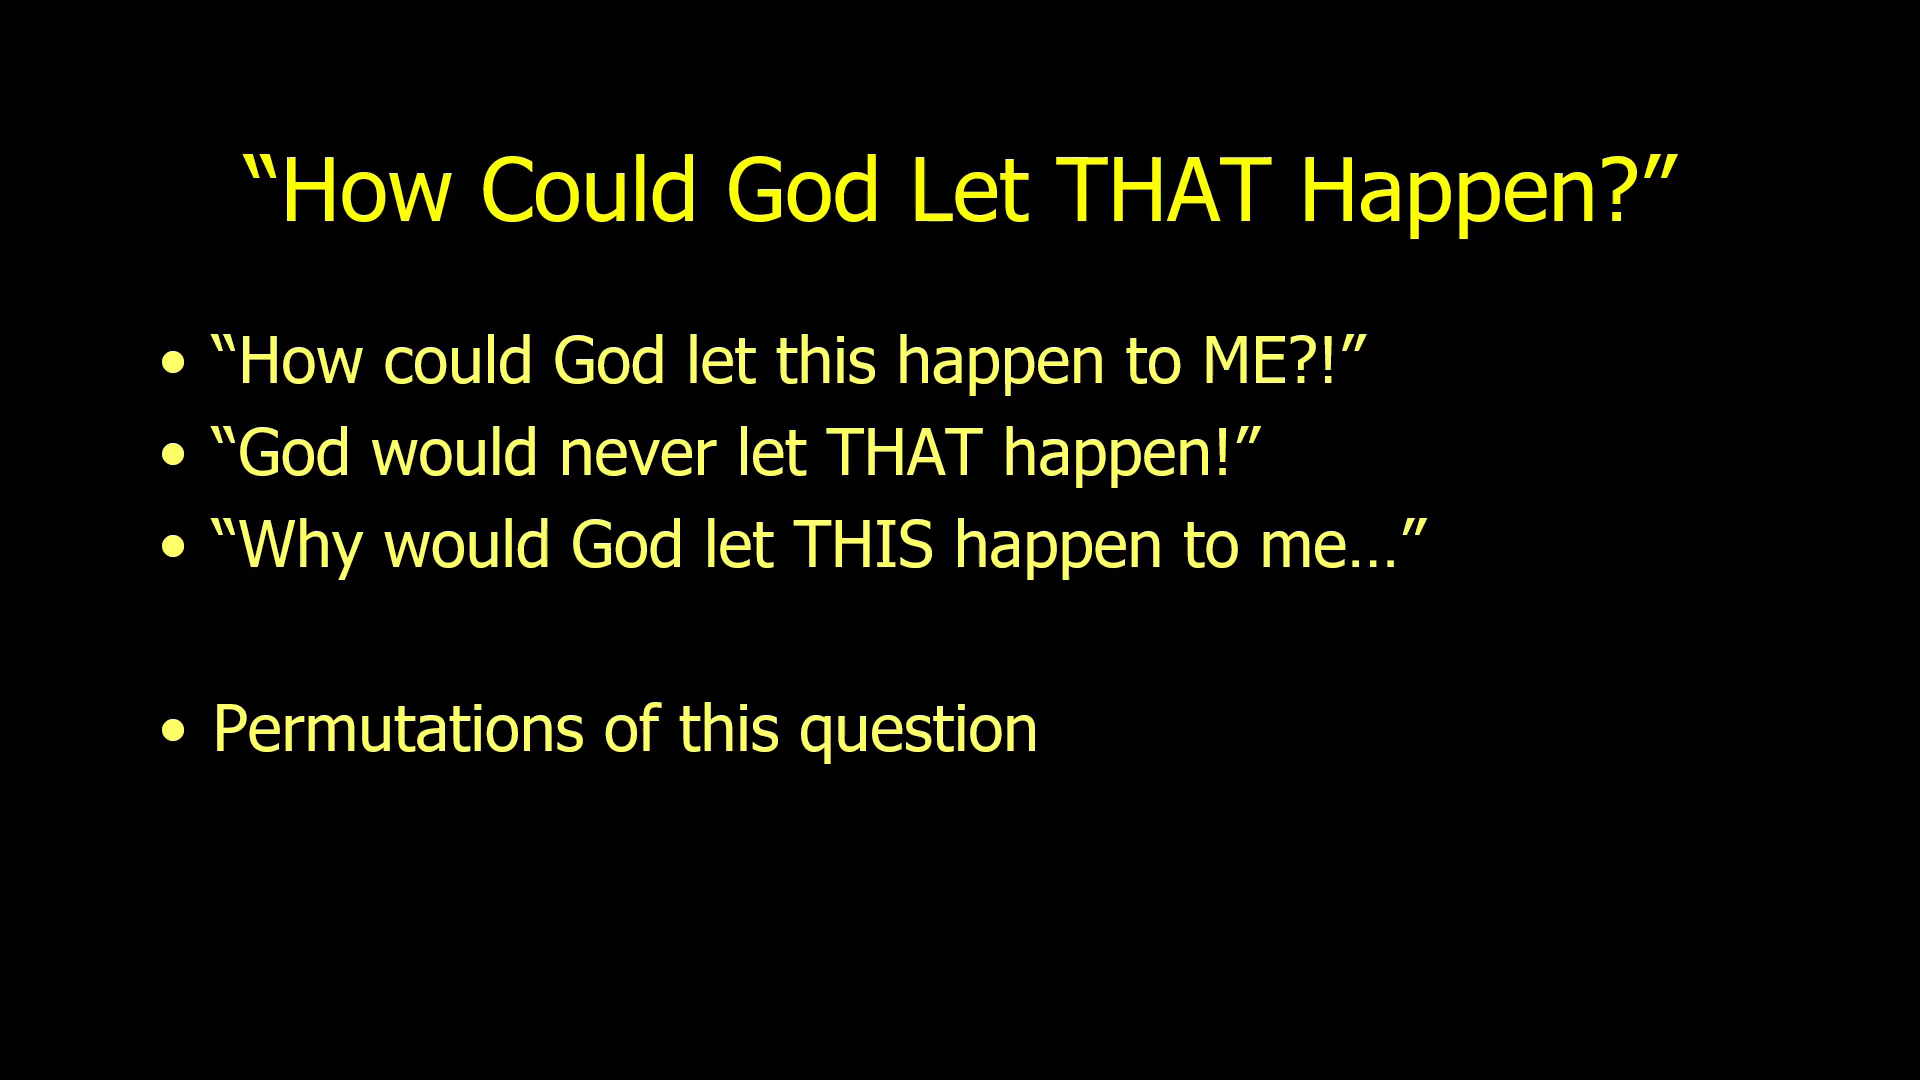 “How Could God Let THAT Happen?”
• “How could God let this happen to ME?!”
• “God would never let THAT happen!”
• “Why would God let THIS happen to me…”
• Permutations of this question